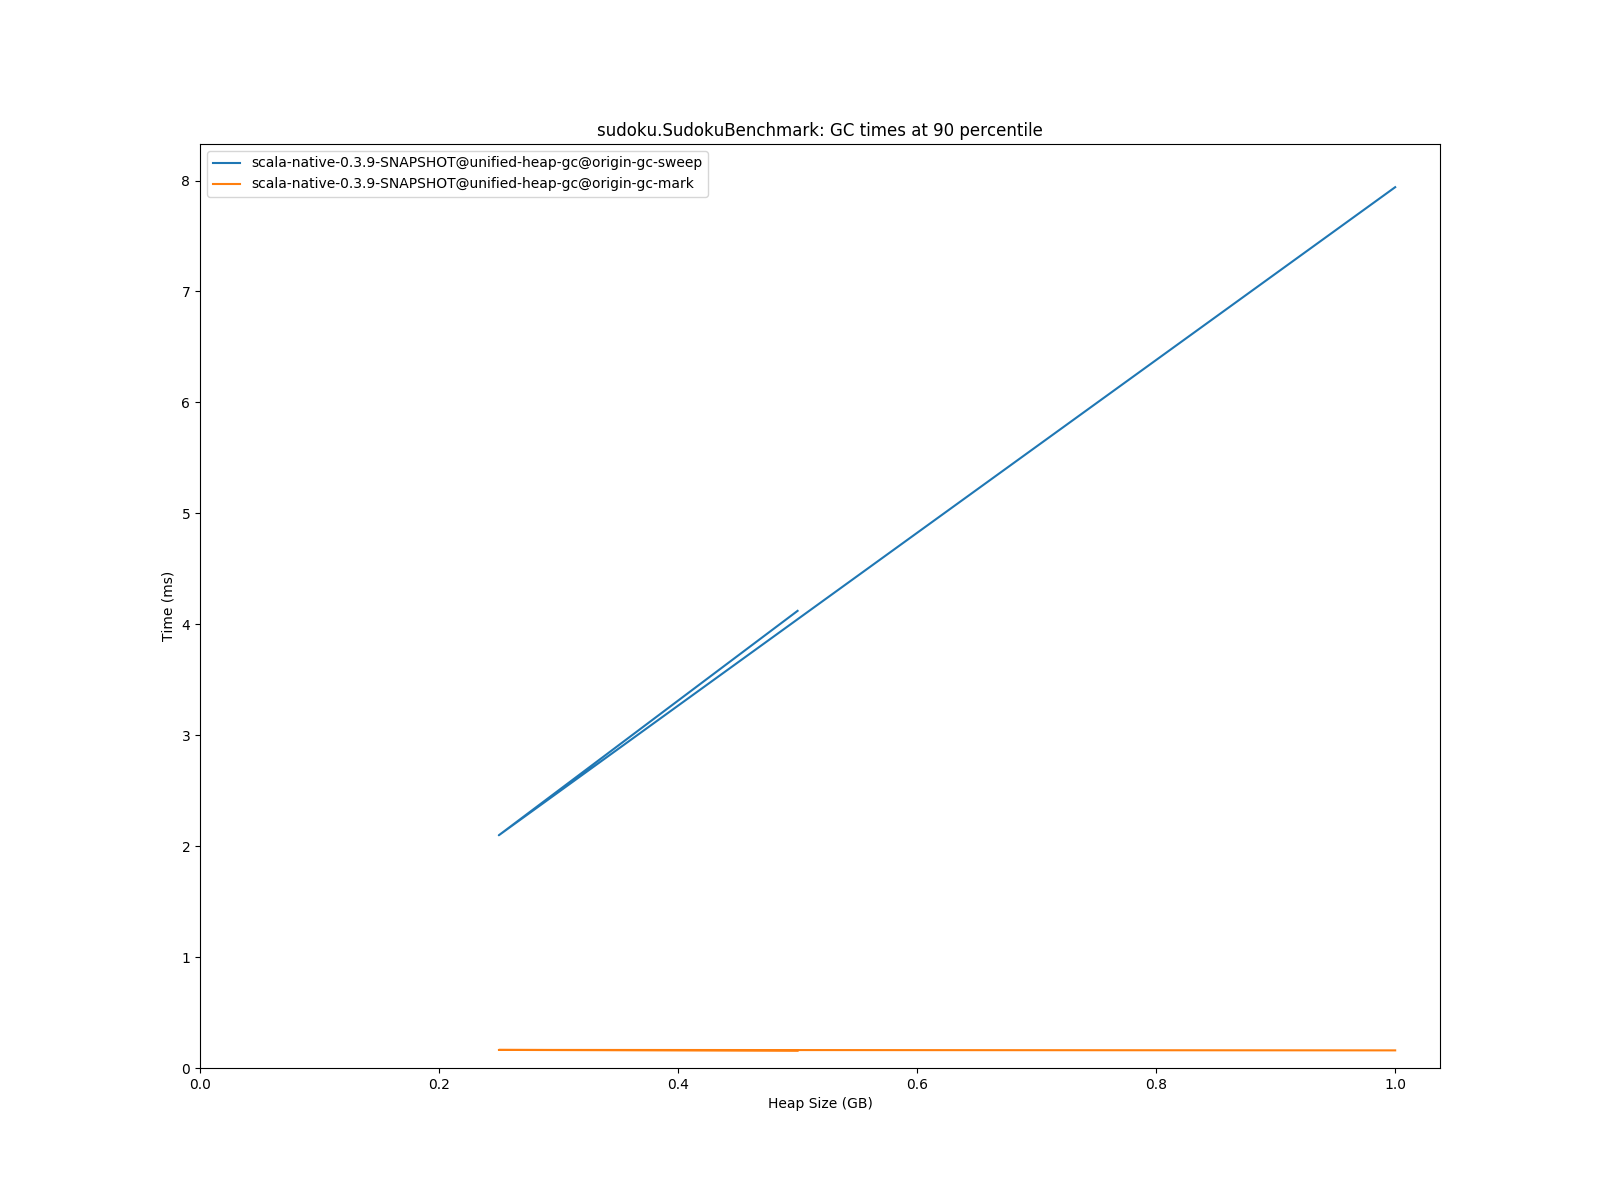 sudoku.SudokuBenchmark: GC times at 90 percentile
scala-native-0.3.9-SNAPSHOT@unified-heap-gc@origin-gc-sweep
scala-native-0.3.9-SNAPSHOT@unified-heap-gc@origin-gc-mark
8
7
6
5
4
3
2
1
0
Time (ms)
0.0 0.2 0.4 0.6 0.8 1.0
Heap Size (GB)